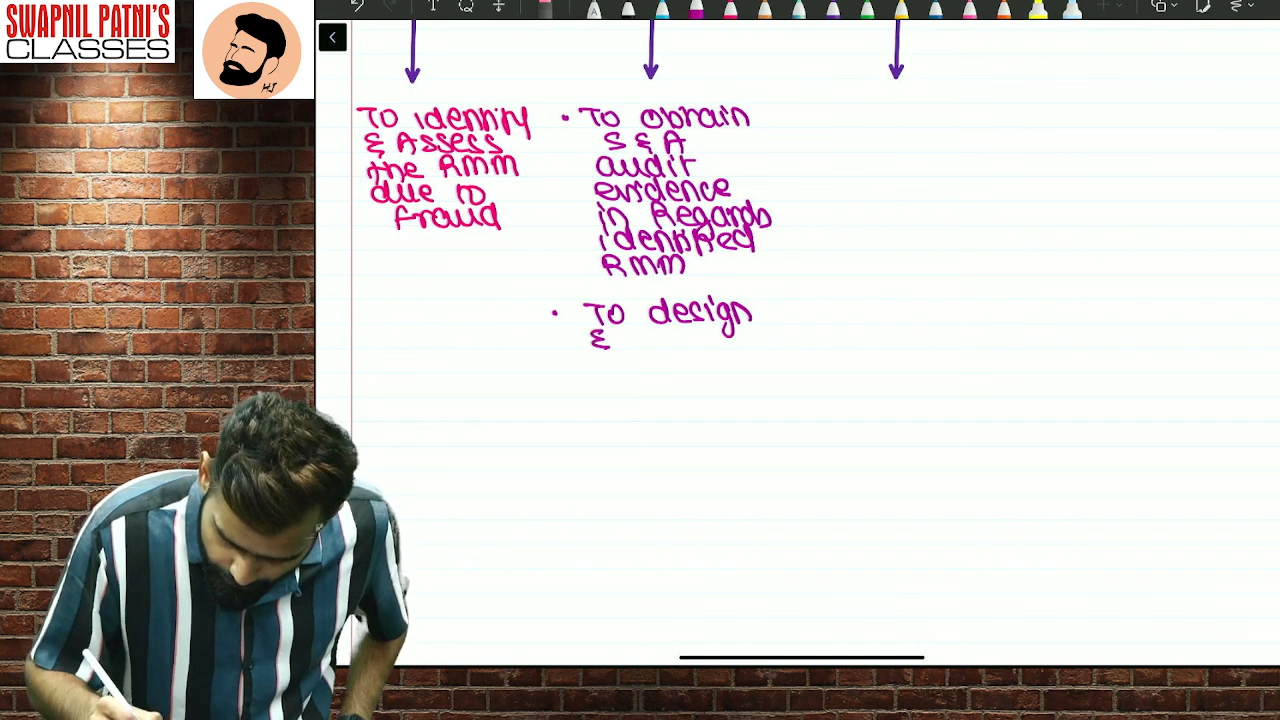 SWAPNIL PATNI'S
CLASSES
To identify
& Assess
the RMM
due to
fraud
• To obtain
S & A
audit
evidence
in Regards
identified
RMM
• To design
&